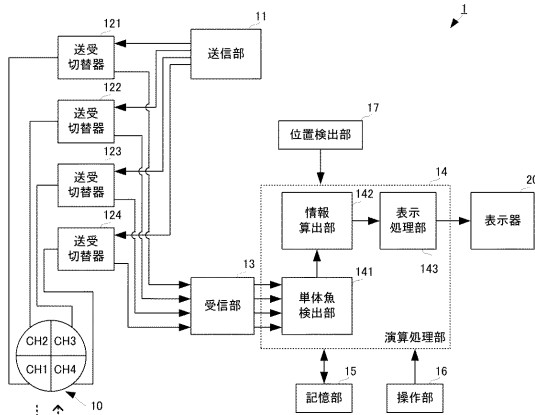 1
121
送受
切替器
11
送信部
122
送受
切替器
123
送受
切替器
124
送受
切替器
17
位置検出部
14
142
情報
算出部
表示
処理部
143
20
表示器
13
受信部
141
単体魚
検出部
演算処理部
CH2
CH3
CH1
CH4
10
15
記憶部
16
操作部